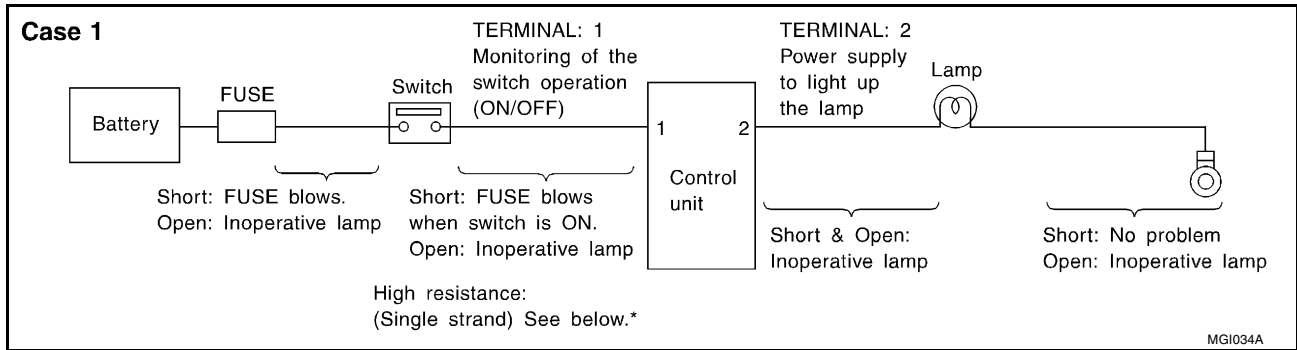 Case 1
TERMINAL: 1
Monitoring of the
switch operation
(ON/OFF)
TERMINAL: 2
Power supply
to light up
the lamp
Lamp
Battery
FUSE
Switch
1
2
Control
unit
Short: FUSE blows.
Open: Inoperative lamp
Short: FUSE blows
when switch is ON.
Open: Inoperative lamp
Short & Open:
Inoperative lamp
Short: No problem
Open: Inoperative lamp
High resistance:
(Single strand) See below.*
MGI034A